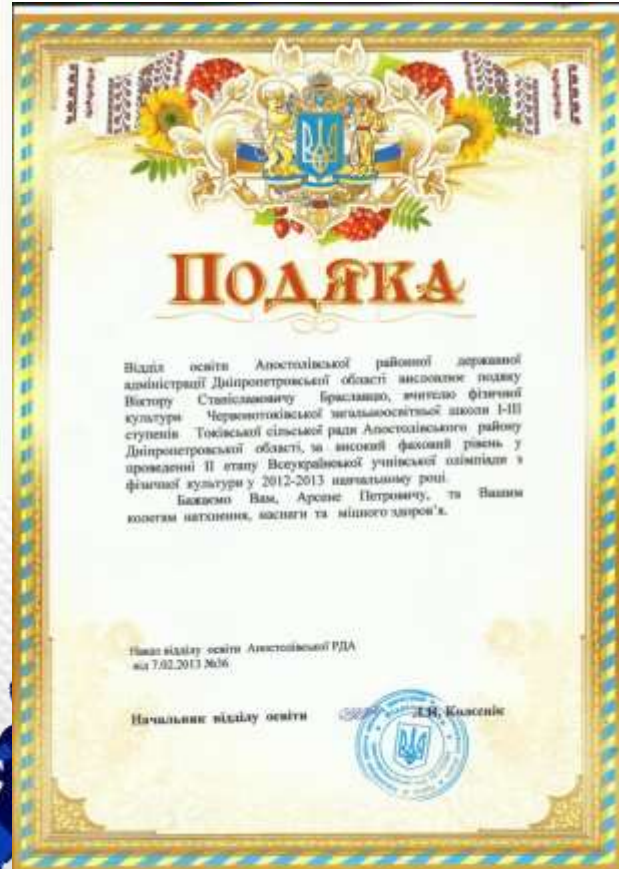 ПОДЯКА
Відділ освіти Апостолівської районної державної
адміністрації Дніпропетровської області висловлює подяку
Віктору Станіславовичу Браславцю, вчителю фізичної
культури Червонотоківської загальноосвітньої школи І-ІІІ
ступенів Токівської сільської ради Апостолівського району
Дніпропетровської області, за високий фаховий рівень у
проведенні ІІ етапу Всеукраїнської учнівської олімпіади з
фізичної культури у 2012-2013 навчальному році.
Бажаємо Вам, Арсене Петровичу, та Вашим
колегам натхнення, наснаги та міцного здоров'я.
Наказ відділу освіти Апостолівської РДА
від 7.02.2013 №36
Начальник відділу освіти